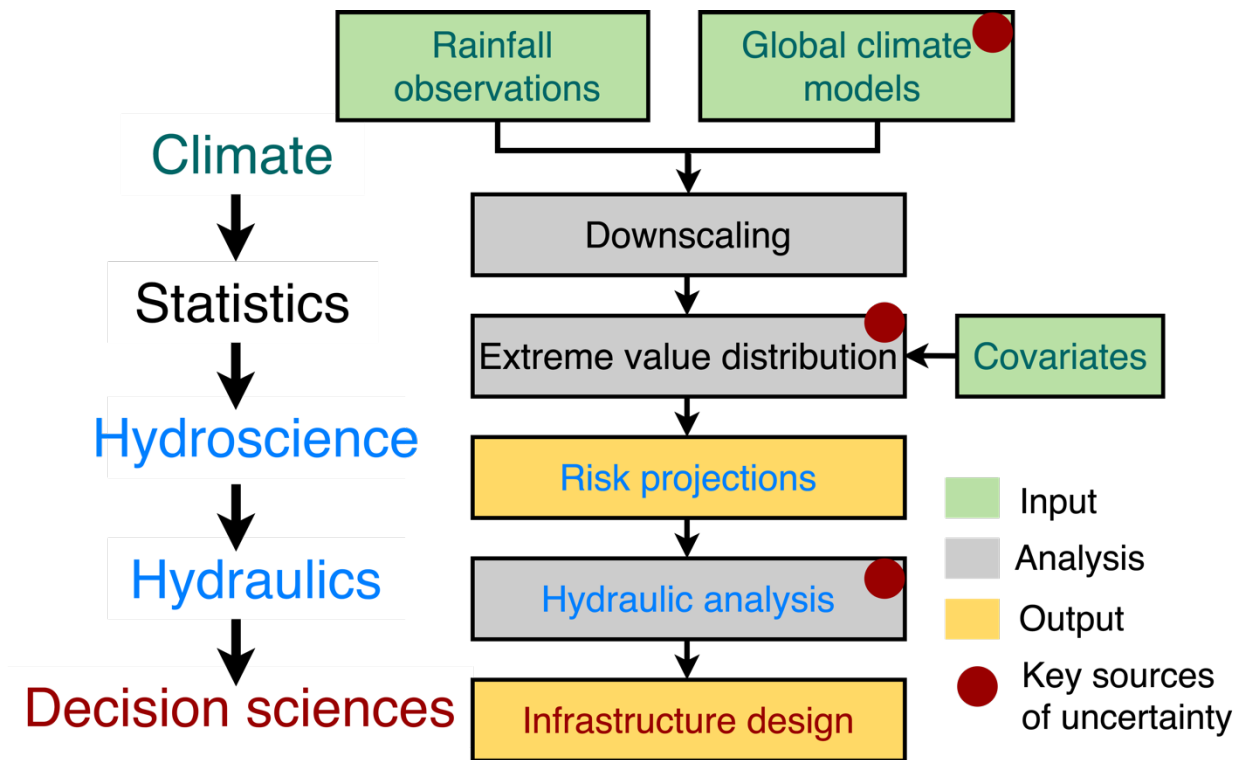 Rainfall
observations
Global climate
models
Climate
Downscaling
Statistics
Extreme value distribution
Covariates
Hydroscience
Risk projections
Input
Hydraulics
Analysis
Hydraulic analysis
Output
Decision sciences
Infrastructure design
Key sources
of uncertainty